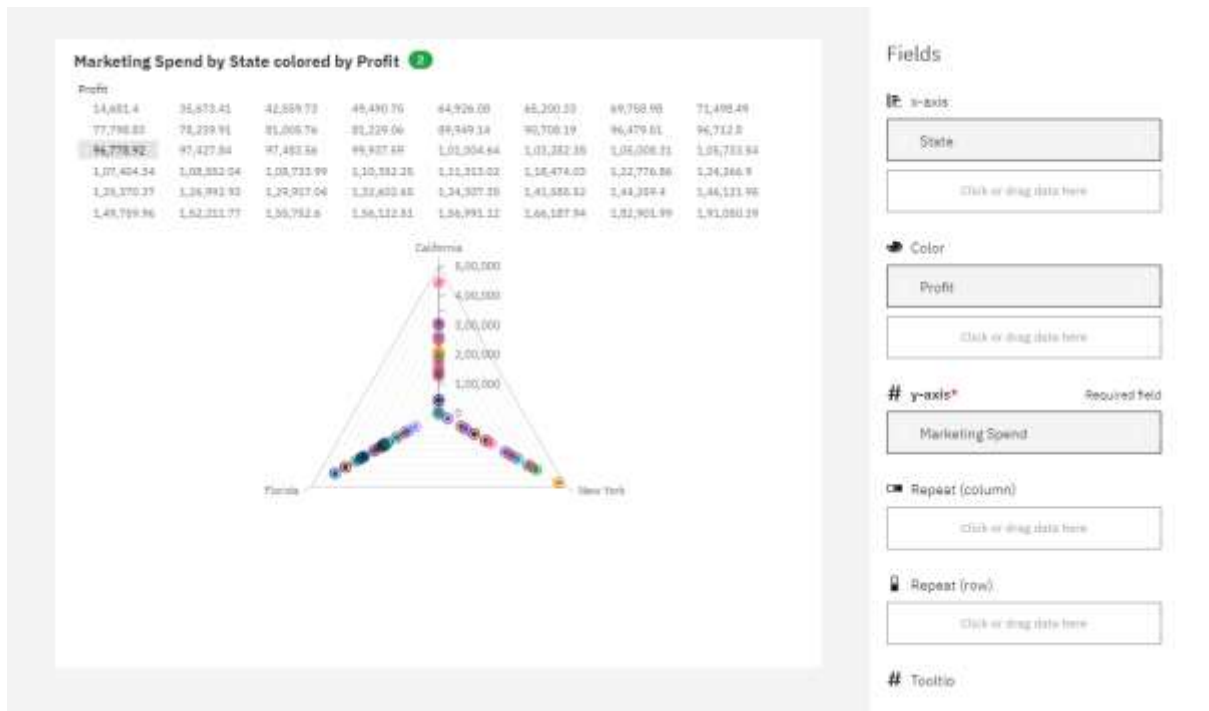 Marketing Spend by State colored by Profit 2
Profit
14,681.4 35,673.41 42,559.73 49,490.75 64,926.08 65,200.33 69,758.98 71,498.49
77,798.83 78,239.91 81,005.76 81,229.06 89,949.14 90,708.19 96,479.51 96,712.8
96,778.92 97,427.84 97,483.56 99,937.59 1,01,004.64 1,03,282.38 1,05,008.31 1,05,733.54
1,07,404.34 1,08,552.04 1,08,733.99 1,10,352.25 1,11,313.02 1,18,474.03 1,22,776.86 1,24,266.9
1,25,370.37 1,26,992.93 1,29,917.04 1,32,602.65 1,34,307.35 1,41,585.52 1,44,259.4 1,46,121.95
1,49,759.96 1,52,211.77 1,55,752.6 1,56,122.51 1,56,991.12 1,66,187.94 1,82,901.99 1,91,050.39
California
5,00,000
4,00,000
3,00,000
2,00,000
1,00,000
0
Florida
New York
Fields
x-axis
State
Click or drag data here
Color
Profit
Click or drag data here
# y-axis* Required field
Marketing Spend
Repeat (column)
Click or drag data here
Repeat (row)
Click or drag data here
# Tooltip